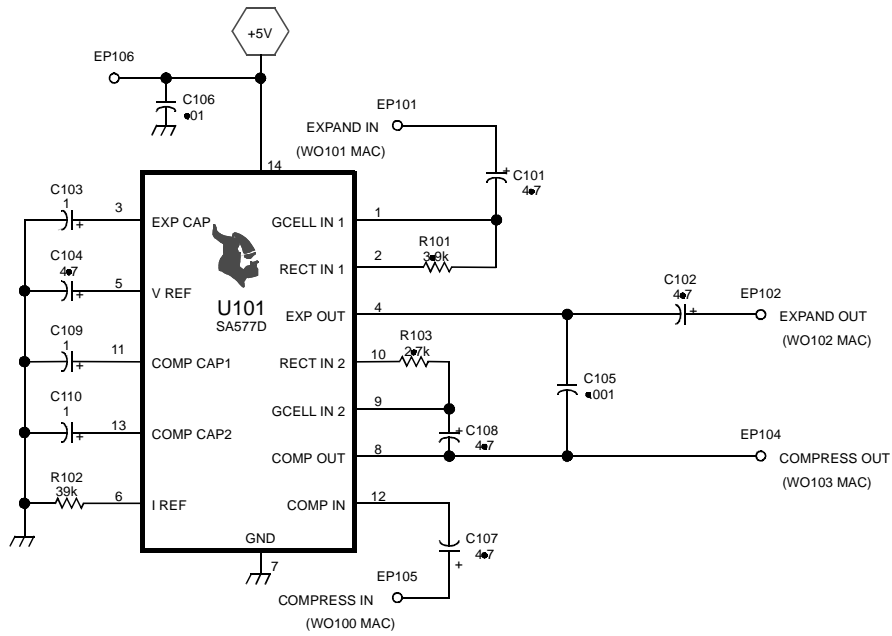 +5V
EP106
C106
.01
EP101
EXPAND IN
(WO101 MAC)
14
C101
4.7
C103
1
3
EXP CAP
GCELL IN 1
1
R101
3.9k
C104
4.7
5
V REF
RECT IN 1
2
U101
SA577D
C102
4.7
EP102
EXPAND OUT
(WO102 MAC)
EXP OUT
4
R103
2.7k
C109
1
11
COMP CAP1
RECT IN 2
10
C105
.001
C110
1
13
COMP CAP2
GCELL IN 2
9
C108
4.7
EP104
COMPRESS OUT
(WO103 MAC)
COMP OUT
8
R102
39k
6
I REF
COMP IN
12
GND
7
C107
4.7
EP105
COMPRESS IN
(WO100 MAC)